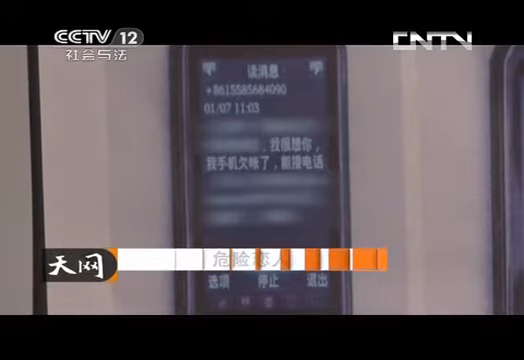 CCTV 12
社会与法
CNTV
读消息
+8615585684090
01/07 11:03
，我很想你，
我手机欠费了，能接电话
天网
危险恋人
选项 停止 退出